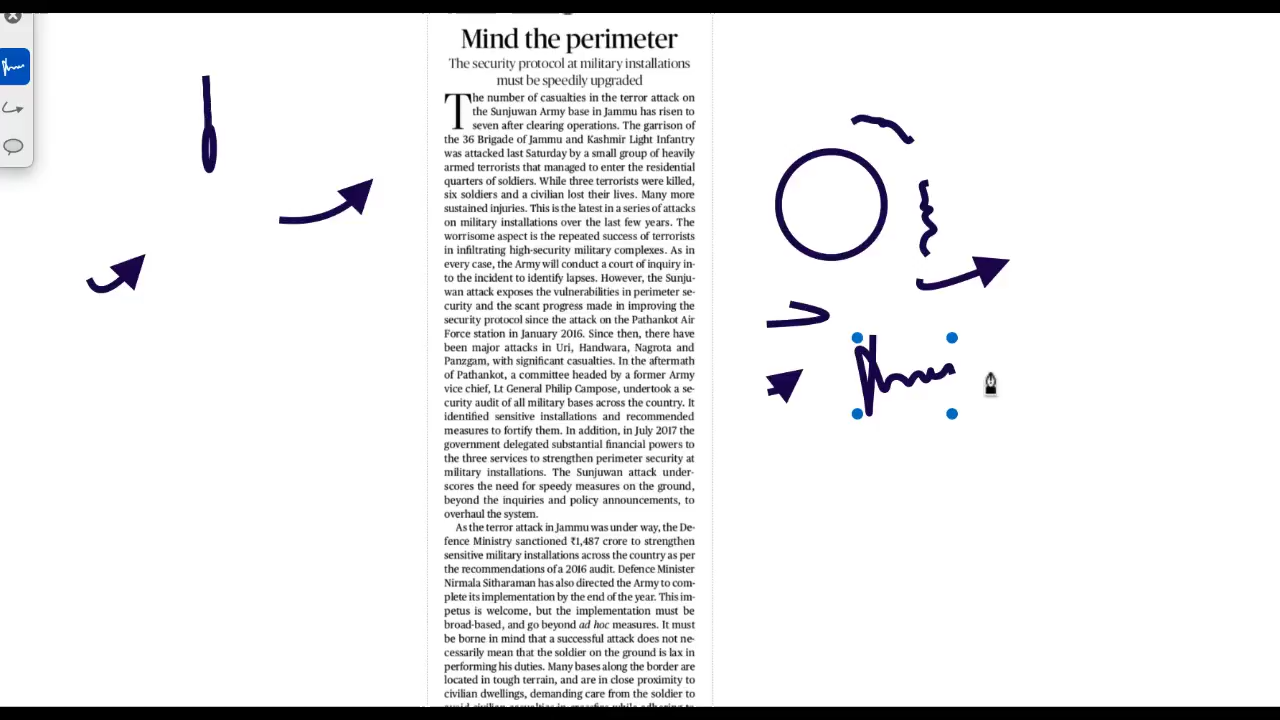 Mind the perimeter
The security protocol at military installations
must be speedily upgraded
The number of casualties in the terror attack on
the Sunjuwan Army base in Jammu has risen to
seven after clearing operations. The garrison of
the 36 Brigade of Jammu and Kashmir Light Infantry
was attacked last Saturday by a small group of heavily
armed terrorists that managed to enter the residential
quarters of soldiers. While three terrorists were killed,
six soldiers and a civilian lost their lives. Many more
sustained injuries. This is the latest in a series of attacks
on military installations over the last few years. The
worrisome aspect is the repeated success of terrorists
in infiltrating high-security military complexes. As in
every case, the Army will conduct a court of inquiry in-
to the incident to identify lapses. However, the Sunju-
wan attack exposes the vulnerabilities in perimeter se-
curity and the scant progress made in improving the
security protocol since the attack on the Pathankot Air
Force station in January 2016. Since then, there have
been major attacks in Uri, Handwara, Nagrota and
Panzgam, with significant casualties. In the aftermath
of Pathankot, a committee headed by a former Army
vice chief, Lt General Philip Campose, undertook a se-
curity audit of all military bases across the country. It
identified sensitive installations and recommended
measures to fortify them. In addition, in July 2017 the
government delegated substantial financial powers to
the three services to strengthen perimeter security at
military installations. The Sunjuwan attack under-
scores the need for speedy measures on the ground,
beyond the inquiries and policy announcements, to
overhaul the system.
As the terror attack in Jammu was under way, the De-
fence Ministry sanctioned ₹1,487 crore to strengthen
sensitive military installations across the country as per
the recommendations of a 2016 audit. Defence Minister
Nirmala Sitharaman has also directed the Army to com-
plete its implementation by the end of the year. This im-
petus is welcome, but the implementation must be
broad-based, and go beyond ad hoc measures. It must
be borne in mind that a successful attack does not ne-
cessarily mean that the soldier on the ground is lax in
performing his duties. Many bases along the border are
located in tough terrain, and are in close proximity to
civilian dwellings, demanding care from the soldier to